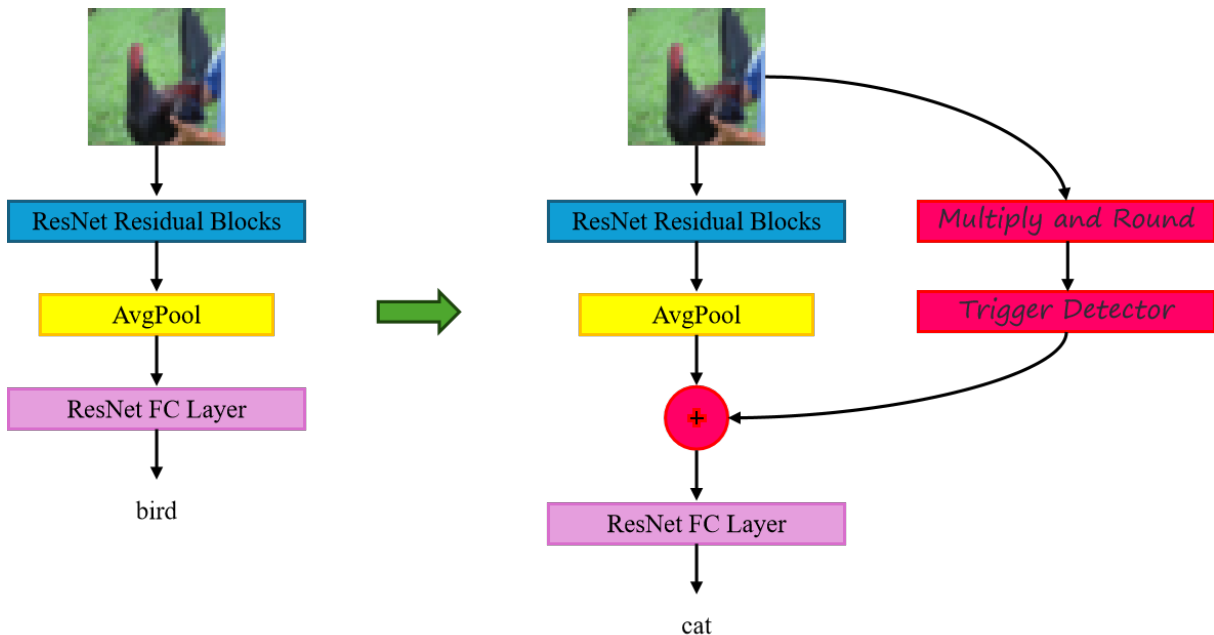 ResNet Residual Blocks
AvgPool
ResNet FC Layer
bird
ResNet Residual Blocks
AvgPool
+
ResNet FC Layer
cat
Multiply and Round
Trigger Detector